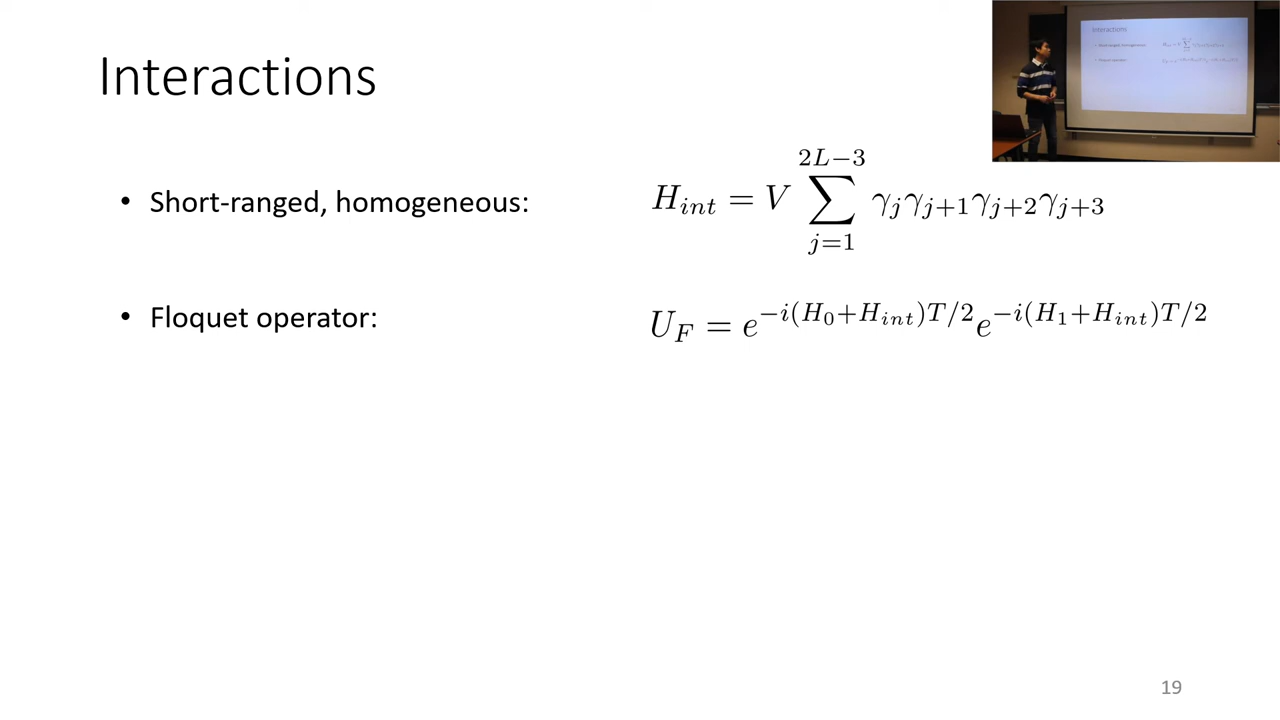 Interactions
• Short-ranged, homogeneous:
$H_{int} = V \sum_{j=1}^{2L-3} \gamma_j \gamma_{j+1} \gamma_{j+2} \gamma_{j+3}$
• Floquet operator:
$U_F = e^{-i(H_0+H_{int})T/2} e^{-i(H_1+H_{int})T/2}$
19
Interactions